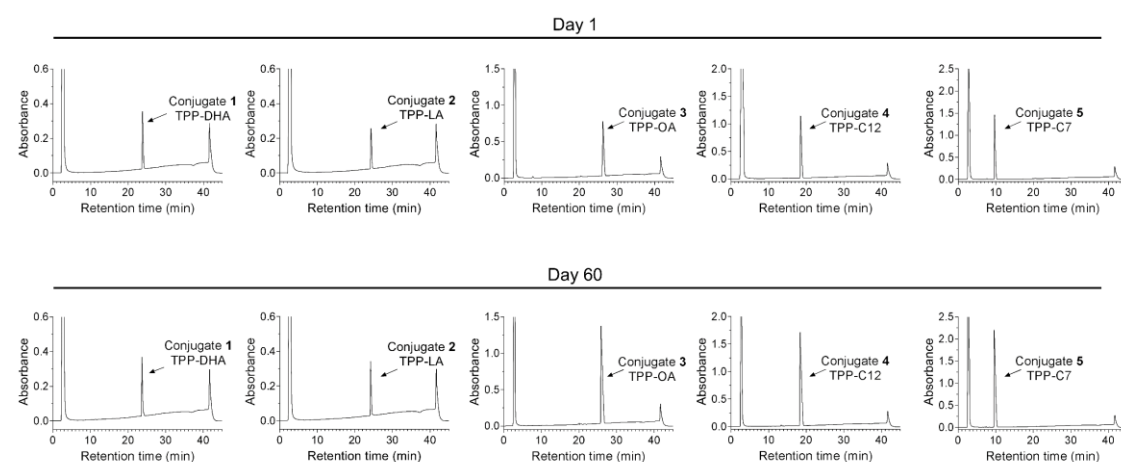 Day 1
0.6
0.4
0.2
0.0
Absorbance
Conjugate 1
TPP-DHA
0 10 20 30 40
Retention time (min)
0.6
0.4
0.2
0.0
Absorbance
Conjugate 2
TPP-LA
0 10 20 30 40
Retention time (min)
1.5
1.0
0.5
0.0
Absorbance
Conjugate 3
TPP-OA
0 10 20 30 40
Retention time (min)
2.0
1.5
1.0
0.5
0.0
Absorbance
Conjugate 4
TPP-C12
0 10 20 30 40
Retention time (min)
2.5
2.0
1.5
1.0
0.5
0.0
Absorbance
Conjugate 5
TPP-C7
0 10 20 30 40
Retention time (min)
Day 60
0.6
0.4
0.2
0.0
Absorbance
Conjugate 1
TPP-DHA
0 10 20 30 40
Retention time (min)
0.6
0.4
0.2
0.0
Absorbance
Conjugate 2
TPP-LA
0 10 20 30 40
Retention time (min)
1.5
1.0
0.5
0.0
Absorbance
Conjugate 3
TPP-OA
0 10 20 30 40
Retention time (min)
2.0
1.5
1.0
0.5
0.0
Absorbance
Conjugate 4
TPP-C12
0 10 20 30 40
Retention time (min)
2.5
2.0
1.5
1.0
0.5
0.0
Absorbance
Conjugate 5
TPP-C7
0 10 20 30 40
Retention time (min)